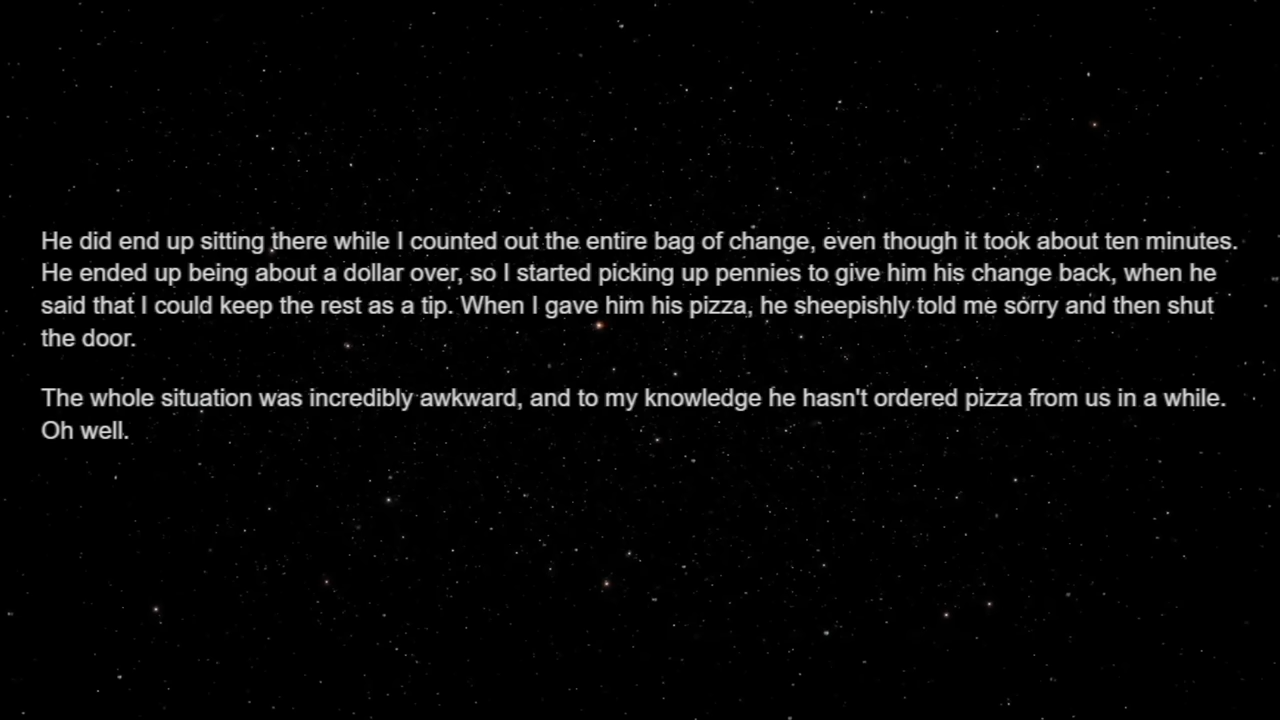 He did end up sitting there while I counted out the entire bag of change, even though it took about ten minutes.
He ended up being about a dollar over, so I started picking up pennies to give him his change back, when he
said that I could keep the rest as a tip. When I gave him his pizza, he sheepishly told me sorry and then shut
the door.
The whole situation was incredibly awkward, and to my knowledge he hasn't ordered pizza from us in a while.
Oh well.